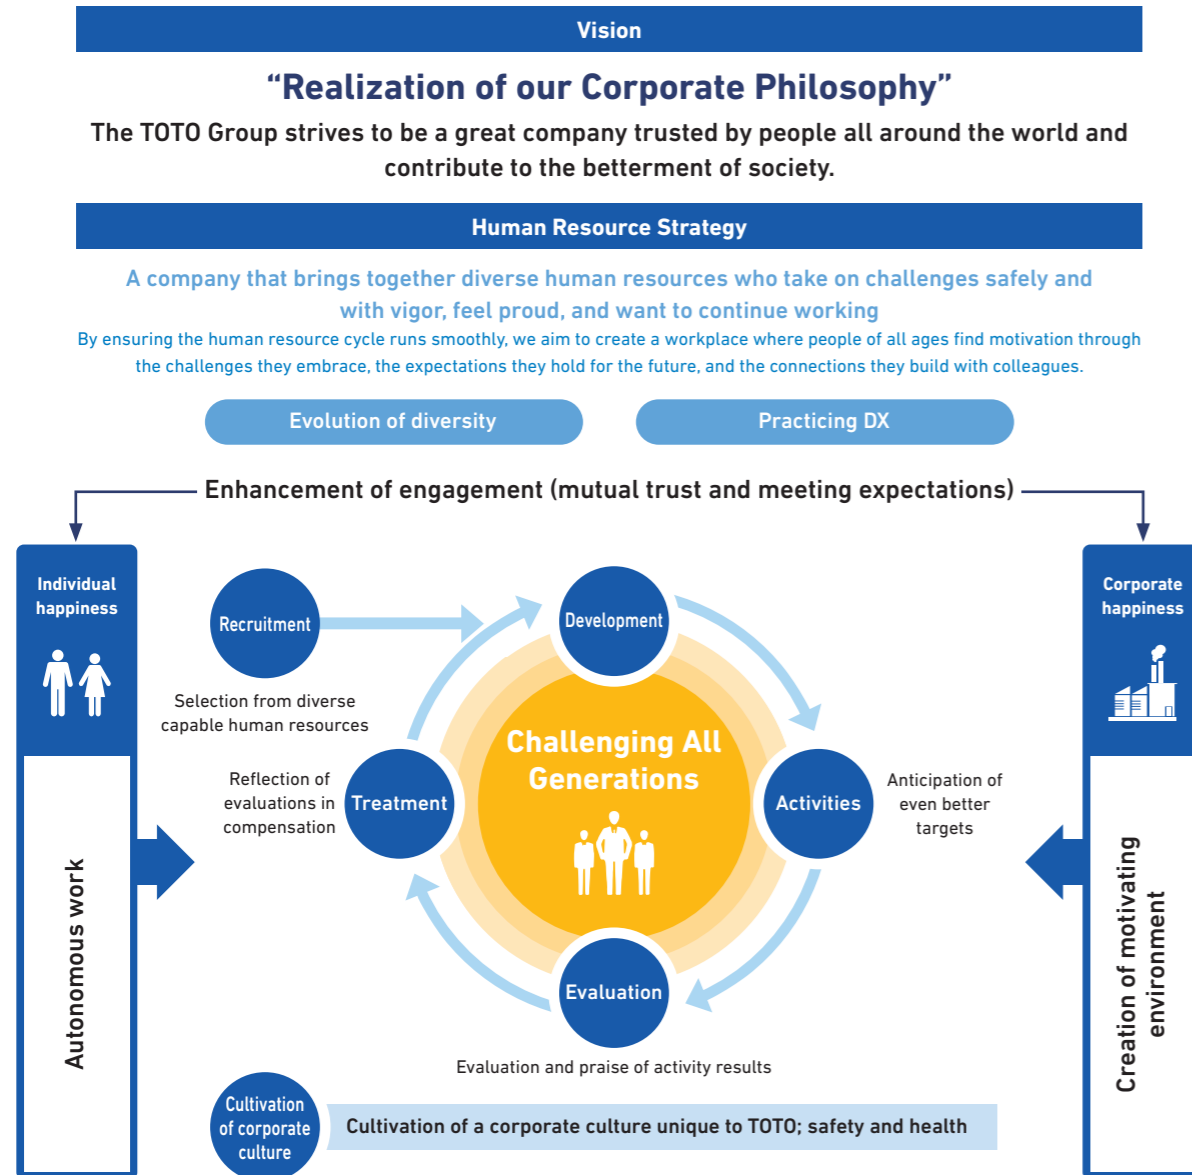 Vision
“Realization of our Corporate Philosophy”
The TOTO Group strives to be a great company trusted by people all around the world and
contribute to the betterment of society.
Human Resource Strategy
A company that brings together diverse human resources who take on challenges safely and
with vigor, feel proud, and want to continue working
By ensuring the human resource cycle runs smoothly, we aim to create a workplace where people of all ages find motivation through
the challenges they embrace, the expectations they hold for the future, and the connections they build with colleagues.
Evolution of diversity
Practicing DX
Enhancement of engagement (mutual trust and meeting expectations)
Individual
happiness
Autonomous work
Recruitment
Selection from diverse
capable human resources
Development
Challenging All
Generations
Treatment
Reflection of
evaluations in
compensation
Activities
Anticipation of
even better
targets
Evaluation
Evaluation and praise of activity results
Corporate
happiness
Creation of motivating
environment
Cultivation
of corporate
culture
Cultivation of a corporate culture unique to TOTO; safety and health